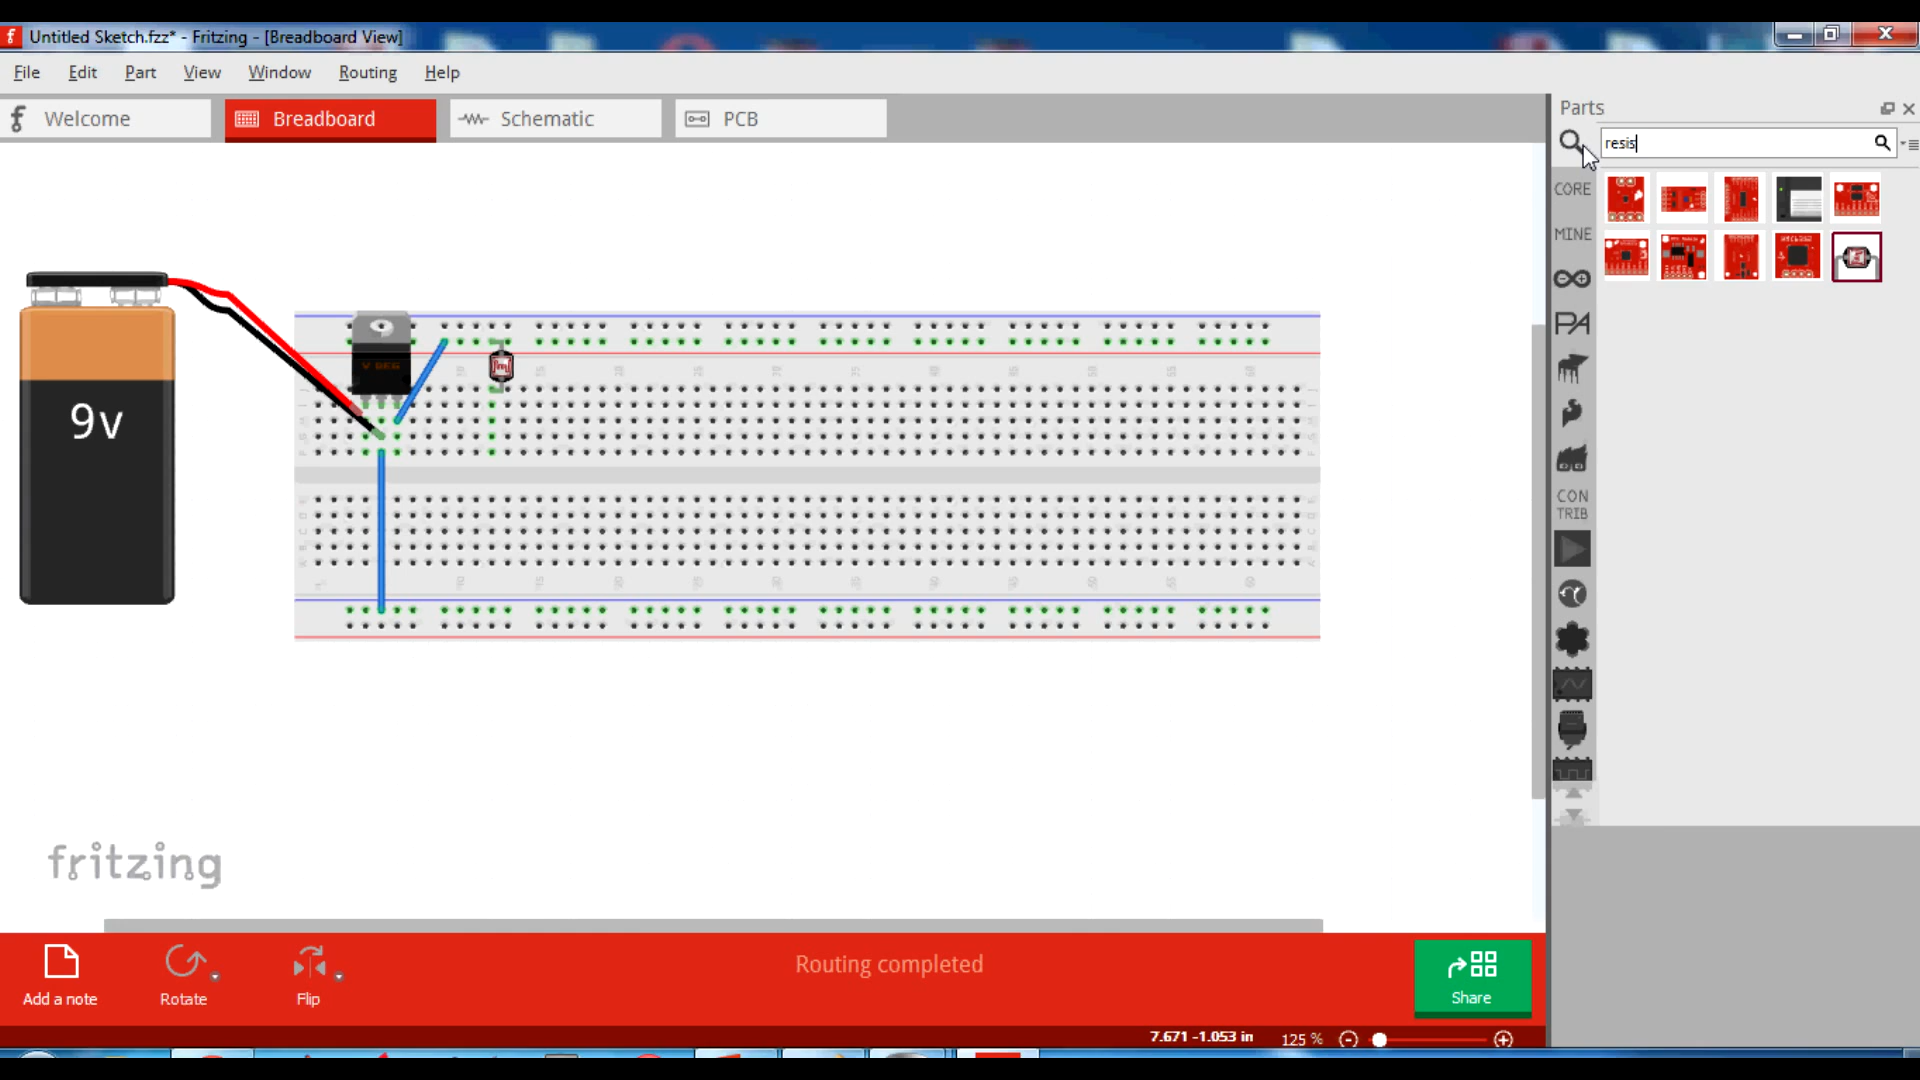 Untitled Sketch.fzz* - Fritzing - [Breadboard View]
File Edit Part View Window Routing Help
Welcome
Breadboard
Schematic
PCB
Parts
resis
CORE
MINE
CON
TRIB
9v
V REG
fritzing
Add a note
Rotate
Flip
Routing completed
Share
7.671 -1.053 in
125 %